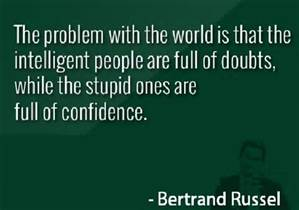 The problem with the world is that the
intelligent people are full of doubts,
while the stupid ones are
full of confidence.
- Bertrand Russel